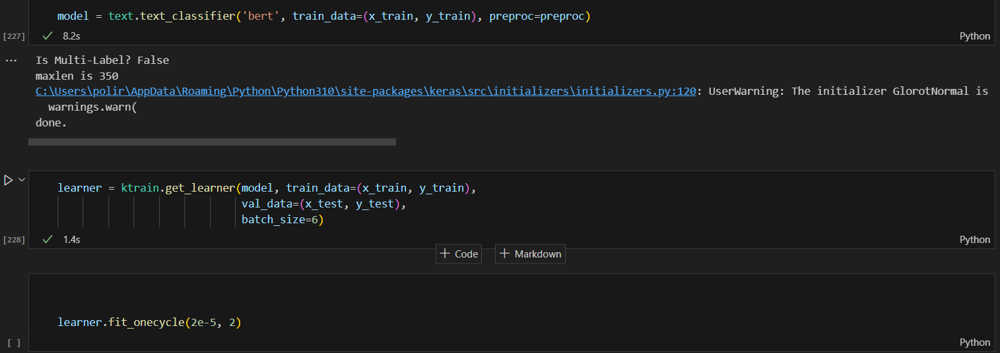 model = text.text_classifier('bert', train_data=(x_train, y_train), preproc=preproc)
[227]
8.2s
Python
...
Is Multi-Label? False
maxlen is 350
C:\Users\polir\AppData\Roaming\Python\Python310\site-packages\keras\src\initializers\initializers.py:120: UserWarning: The initializer GlorotNormal is
warnings.warn(
done.
learner = ktrain.get_learner(model, train_data=(x_train, y_train),
val_data=(x_test, y_test),
batch_size=6)
[228]
1.4s
Python
+ Code
+ Markdown
learner.fit_onecycle(2e-5, 2)
[ ]
Python